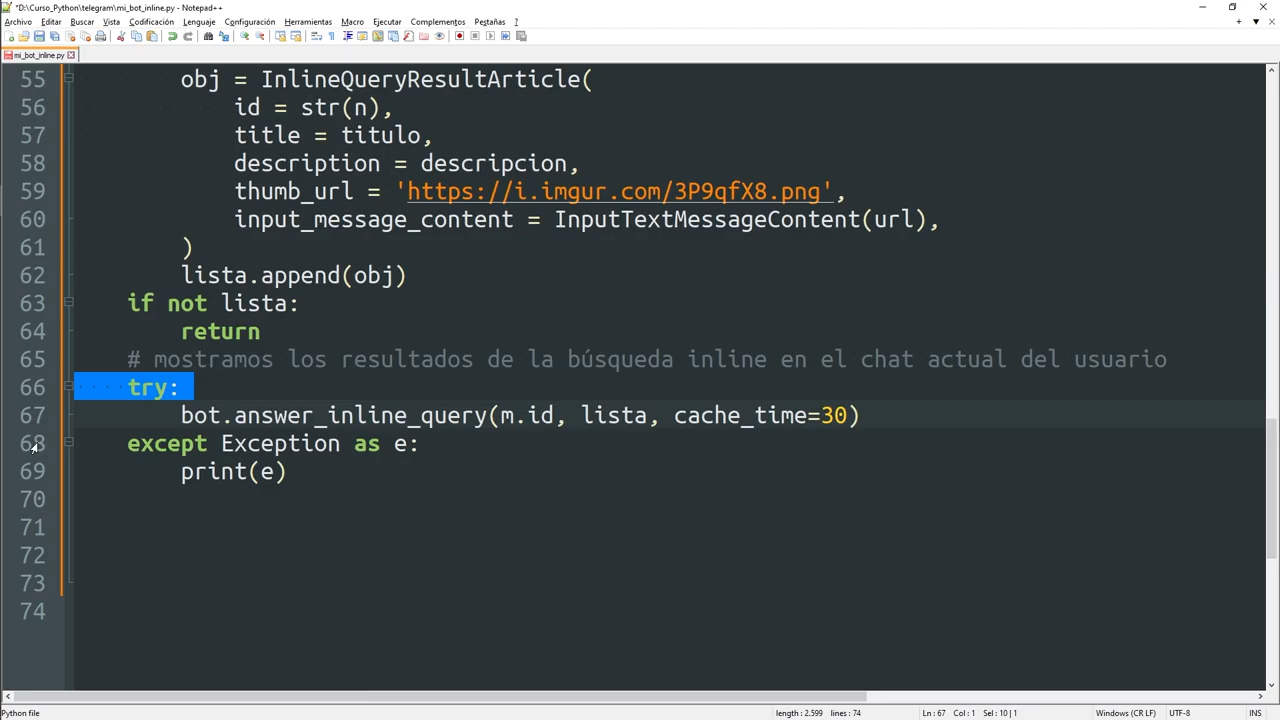 *D:\Curso_Python\telegram\mi_bot_inline.py - Notepad++
Archivo Editar Buscar Vista Codificación Lenguaje Configuración Herramientas Macro Ejecutar Complementos Pestañas ?
mi_bot_inline.py
55 obj = InlineQueryResultArticle(
56 id = str(n),
57 title = titulo,
58 description = descripcion,
59 thumb_url = 'https://i.imgur.com/3P9qfX8.png',
60 input_message_content = InputTextMessageContent(url),
61 )
62 lista.append(obj)
63 if not lista:
64 return
65 # mostramos los resultados de la búsqueda inline en el chat actual del usuario
66 try:
67 bot.answer_inline_query(m.id, lista, cache_time=30)
68 except Exception as e:
69 print(e)
70
71
72
73
74
Python file length : 2.599 lines : 74 Ln : 67 Col : 1 Sel : 10 | 1 Windows (CR LF) UTF-8 INS